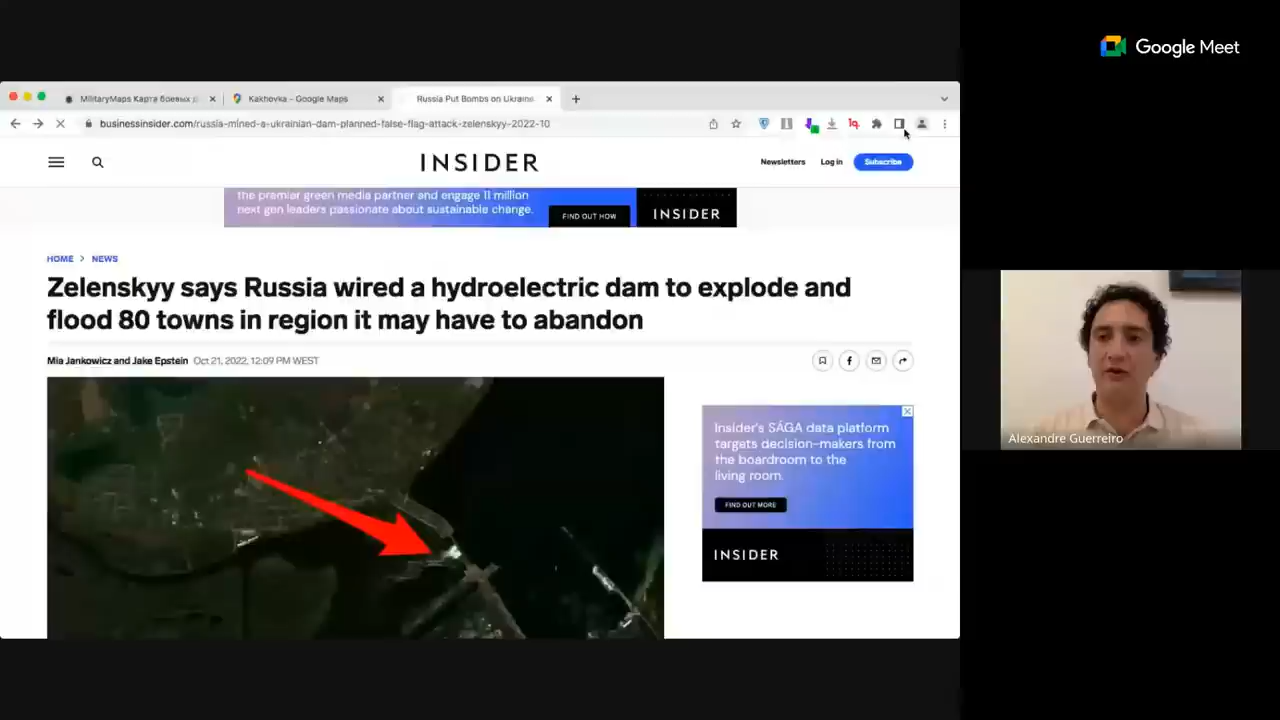 Google Meet
MilitaryMaps Карта боевых д
Kakhovka - Google Maps
Russia Put Bombs on Ukraine
businessinsider.com/russia-mined-a-ukrainian-dam-planned-false-flag-attack-zelenskyy-2022-10
INSIDER
Newsletters
Log in
Subscribe
the premier green media partner and engage 11 million
next gen leaders passionate about sustainable change.
FIND OUT HOW
INSIDER
HOME > NEWS
Zelenskyy says Russia wired a hydroelectric dam to explode and
flood 80 towns in region it may have to abandon
Mia Jankowicz and Jake Epstein Oct 21, 2022, 12:09 PM WEST
Insider's SÁGA data platform
targets decision-makers from
the boardroom to the
living room.
FIND OUT MORE
INSIDER
Alexandre Guerreiro